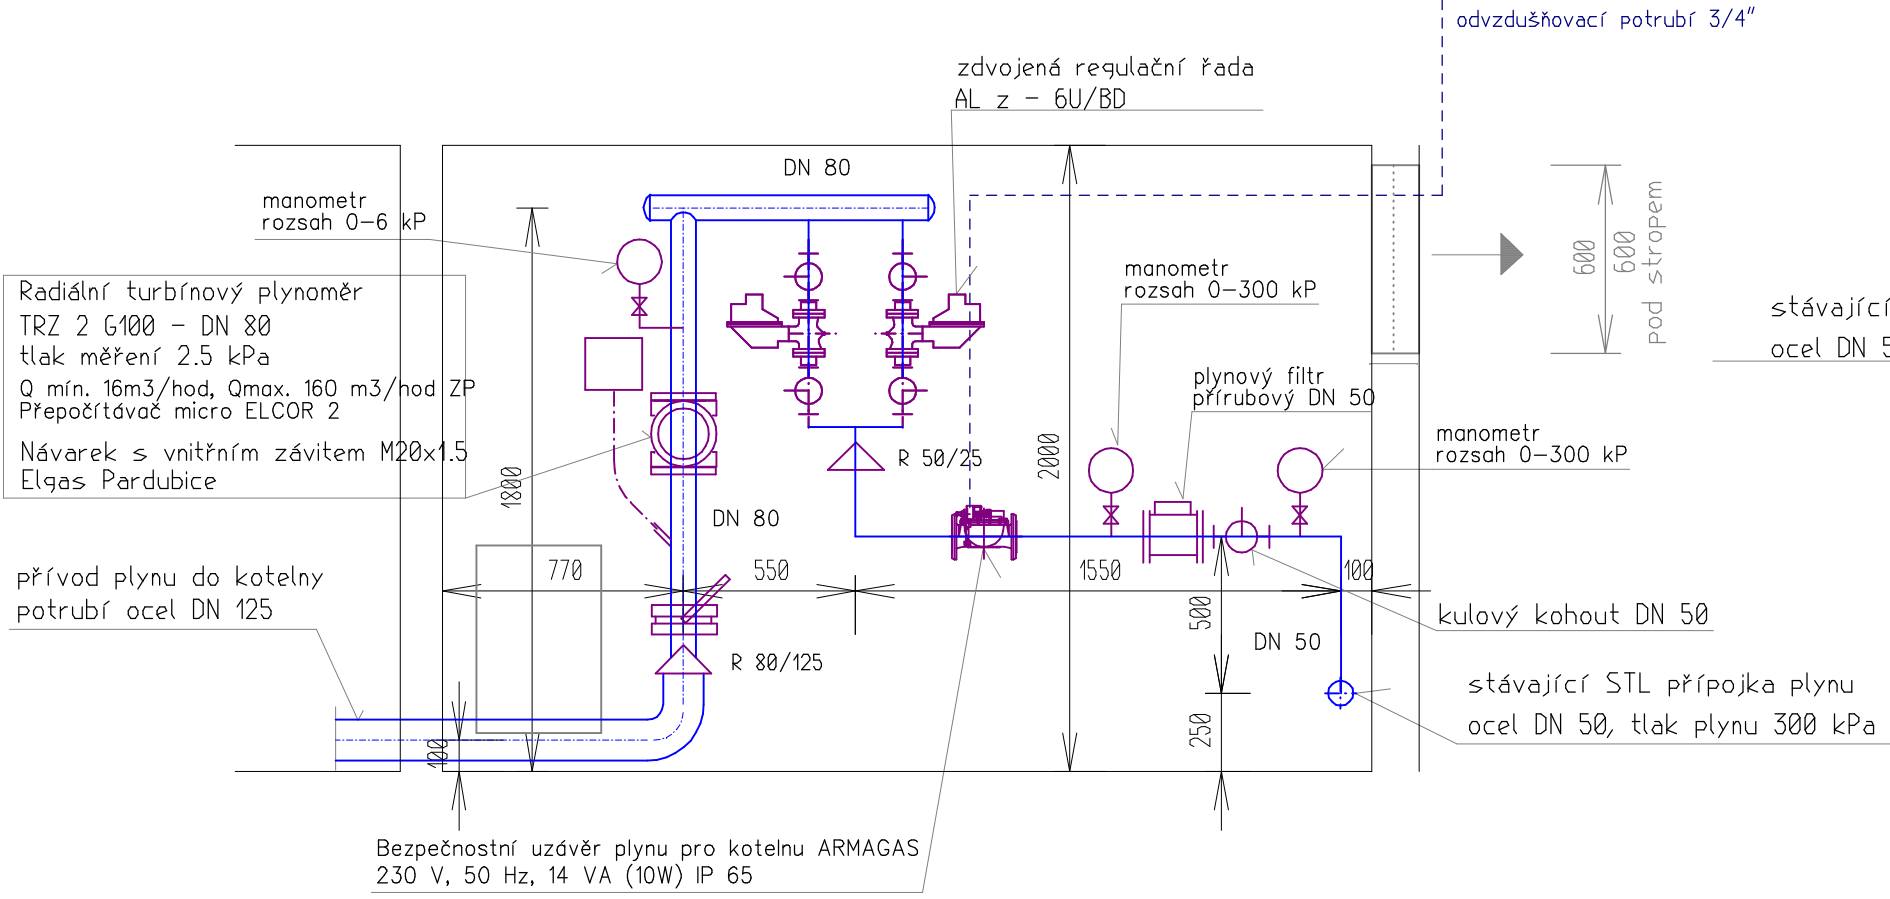 odvzdušňovací potrubí 3/4"
zdvojená regulační řada
AL z - 6U/BD
DN 80
manometr
rozsah 0-6 kP
Radiální turbínový plynoměr
TRZ 2 G100 - DN 80
tlak měření 2.5 kPa
Q mín. 16m3/hod, Qmax. 160 m3/hod ZP
Přepočítávač micro ELCOR 2
Návarek s vnitřním závitem M20x1.5
Elgas Pardubice
manometr
rozsah 0-300 kP
600
600
pod stropem
stávající
ocel DN 5
plynový filtr
přírubový DN 50
manometr
rozsah 0-300 kP
R 50/25
2000
1800
DN 80
přívod plynu do kotelny
potrubí ocel DN 125
770
550
1550
100
500
kulový kohout DN 50
DN 50
R 80/125
stávající STL přípojka plynu
ocel DN 50, tlak plynu 300 kPa
250
100
Bezpečnostní uzávěr plynu pro kotelnu ARMAGAS
230 V, 50 Hz, 14 VA (10W) IP 65